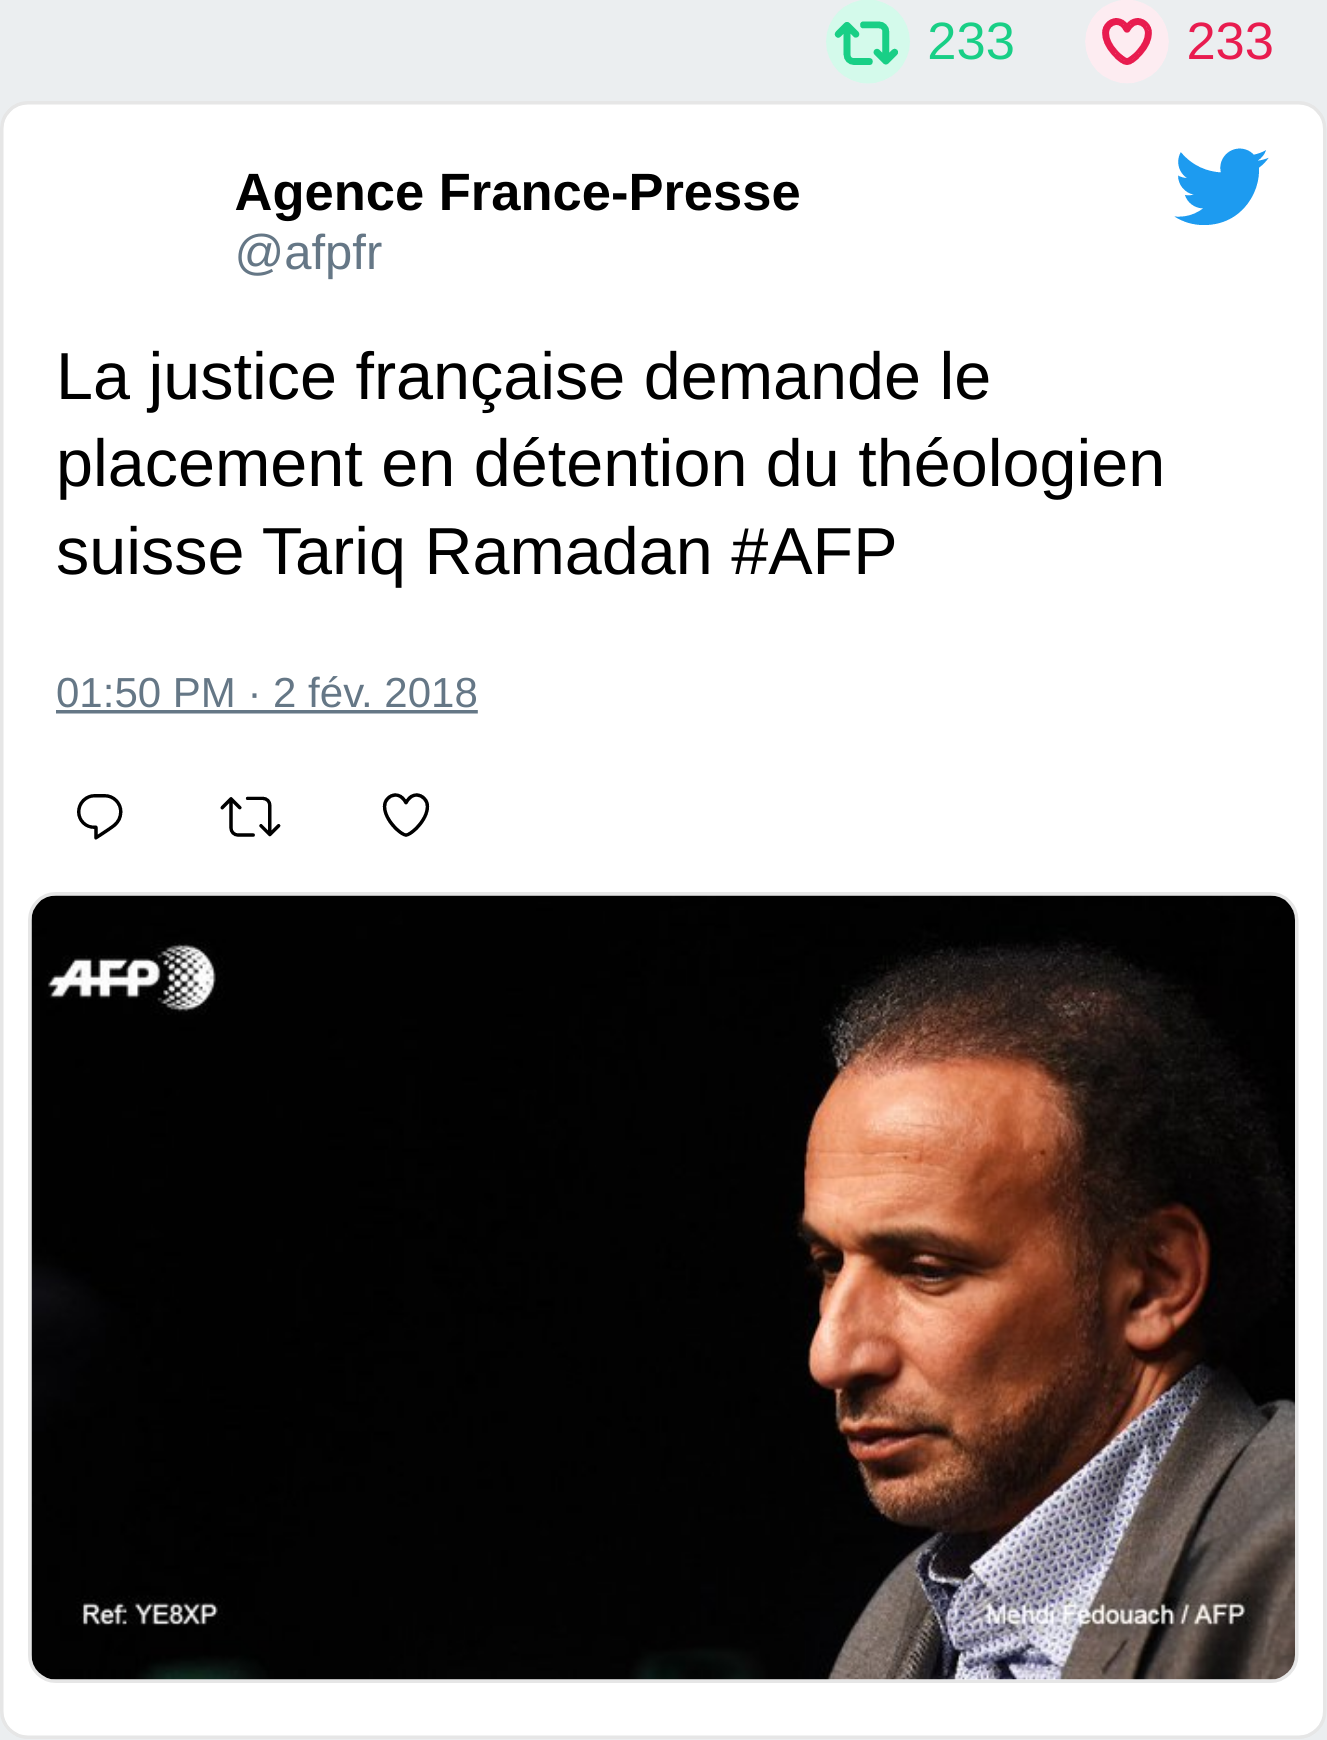 233 233
Agence France-Presse
@afpfr
La justice française demande le
placement en détention du théologien
suisse Tariq Ramadan #AFP
01:50 PM · 2 fév. 2018
AFP
Ref: YE8XP
Mehdi Fedouach / AFP